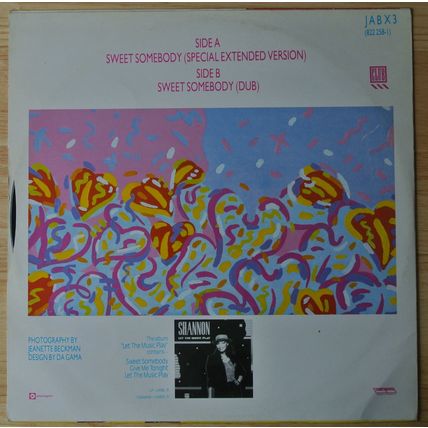 JABX3
(822 258-1)
SIDE A
SWEET SOMEBODY (SPECIAL EXTENDED VERSION)
SIDE B
SWEET SOMEBODY (DUB)
CLUB
PHOTOGRAPHY BY
JEANETTE BECKMAN
DESIGN BY DA GAMA
The album
"Let The Music Play"
contains
Sweet Somebody
Give Me Tonight
Let The Music Play
SHANNON
LET THE MUSIC PLAY